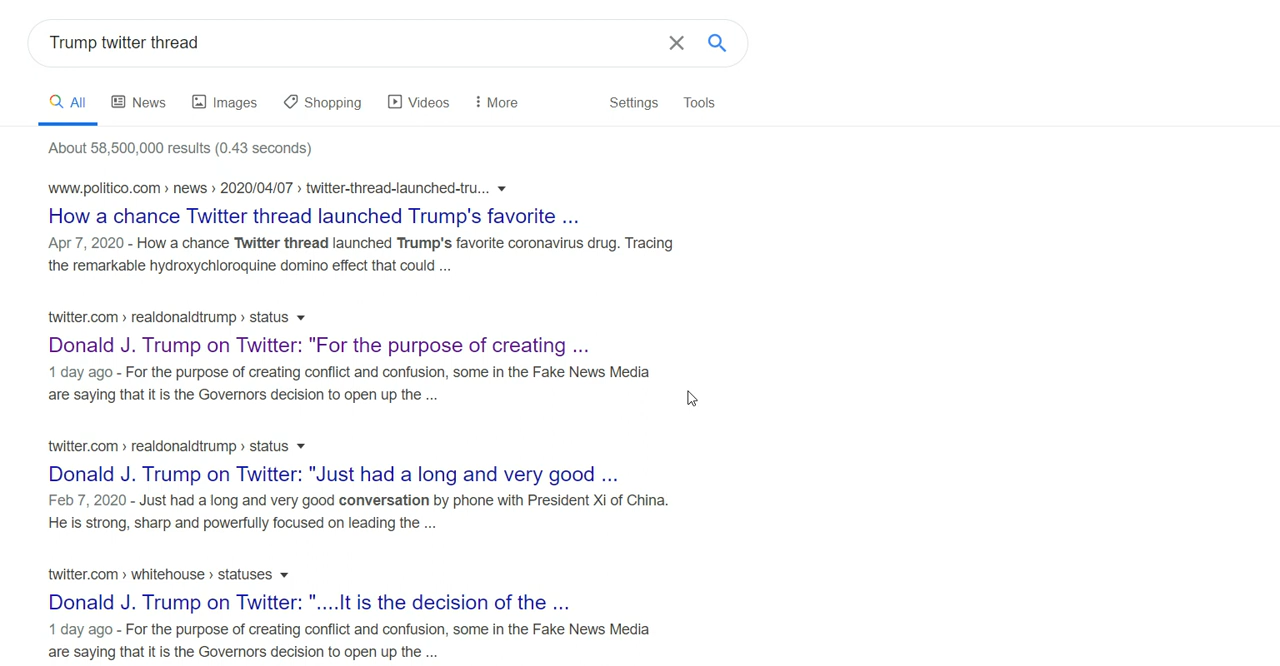 Trump twitter thread
All News Images Shopping Videos More Settings Tools
About 58,500,000 results (0.43 seconds)
www.politico.com › news › 2020/04/07 › twitter-thread-launched-tru...
How a chance Twitter thread launched Trump's favorite ...
Apr 7, 2020 - How a chance Twitter thread launched Trump's favorite coronavirus drug. Tracing
the remarkable hydroxychloroquine domino effect that could ...
twitter.com › realdonaldtrump › status
Donald J. Trump on Twitter: "For the purpose of creating ...
1 day ago - For the purpose of creating conflict and confusion, some in the Fake News Media
are saying that it is the Governors decision to open up the ...
twitter.com › realdonaldtrump › status
Donald J. Trump on Twitter: "Just had a long and very good ...
Feb 7, 2020 - Just had a long and very good conversation by phone with President Xi of China.
He is strong, sharp and powerfully focused on leading the ...
twitter.com › whitehouse › statuses
Donald J. Trump on Twitter: "....It is the decision of the ...
1 day ago - For the purpose of creating conflict and confusion, some in the Fake News Media
are saying that it is the Governors decision to open up the ...